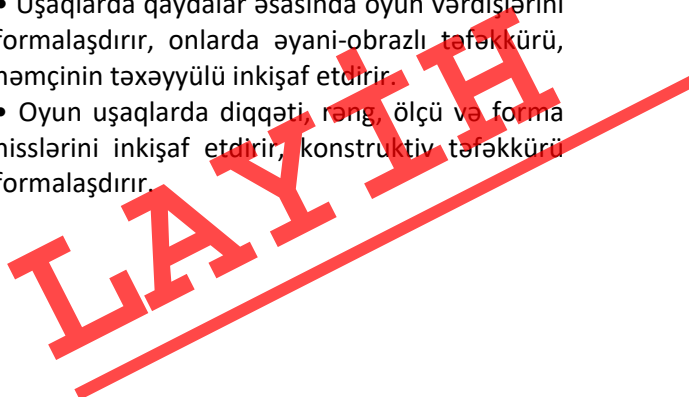 • Uşaqlarda qaydalar əsasında oyun vərdişlərini
formalaşdırır, onlarda əyani-obrazlı təfəkkürü,
həmçinin təxəyyülü inkişaf etdirir.
• Oyun uşaqlarda diqqəti, rəng, ölçü və forma
hisslərini inkişaf etdirir, konstruktiv təfəkkürü
formalaşdırır.
LAYİH